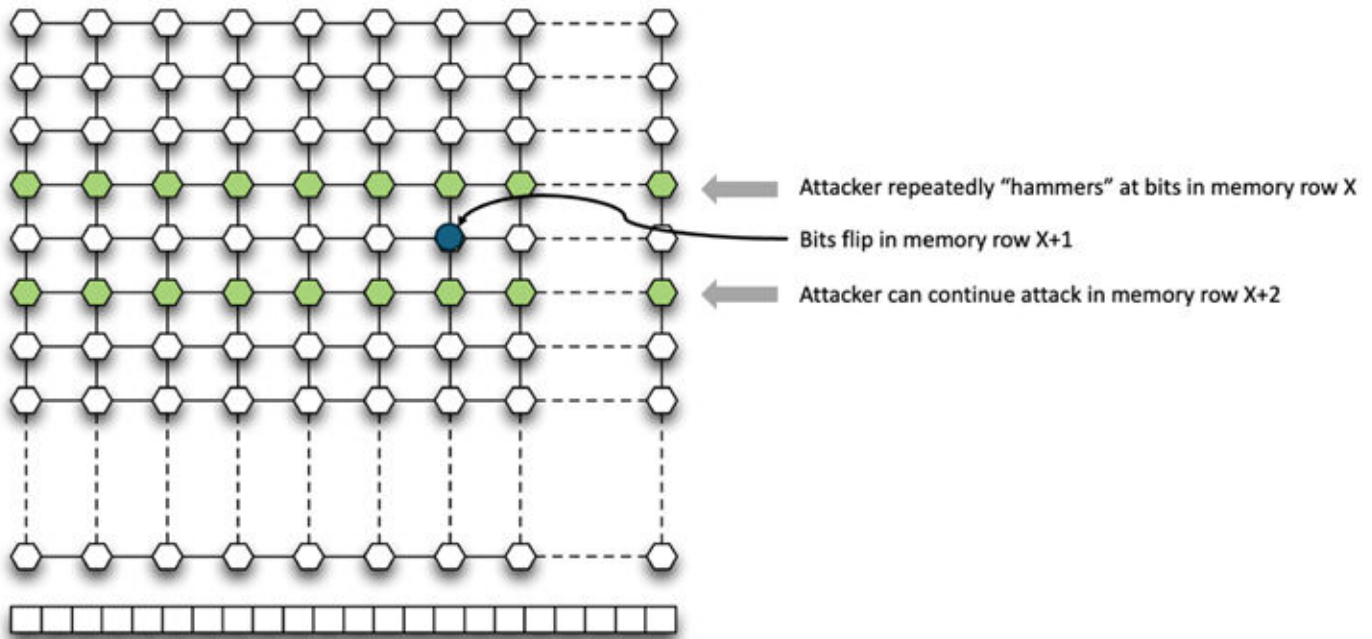 Attacker repeatedly “hammers” at bits in memory row X
Bits flip in memory row X+1
Attacker can continue attack in memory row X+2